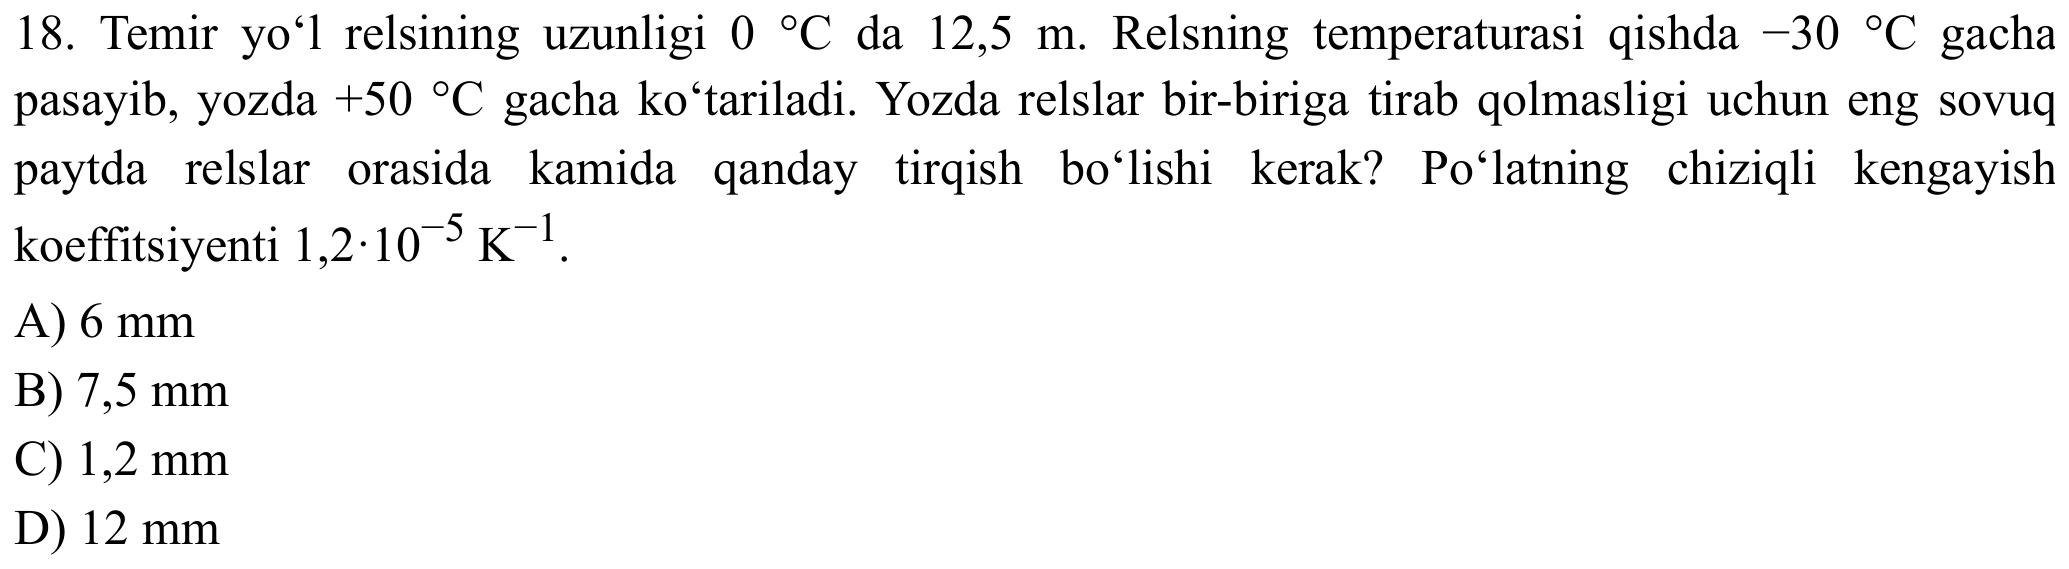 18. Temir yo‘l relsining uzunligi 0 °C da 12,5 m. Relsning temperaturasi qishda −30 °C gacha
pasayib, yozda +50 °C gacha ko‘tariladi. Yozda relslar bir-biriga tirab qolmasligi uchun eng sovuq
paytda relslar orasida kamida qanday tirqish bo‘lishi kerak? Po‘latning chiziqli kengayish
koeffitsiyenti 1,2·10⁻⁵ K⁻¹.
A) 6 mm
B) 7,5 mm
C) 1,2 mm
D) 12 mm